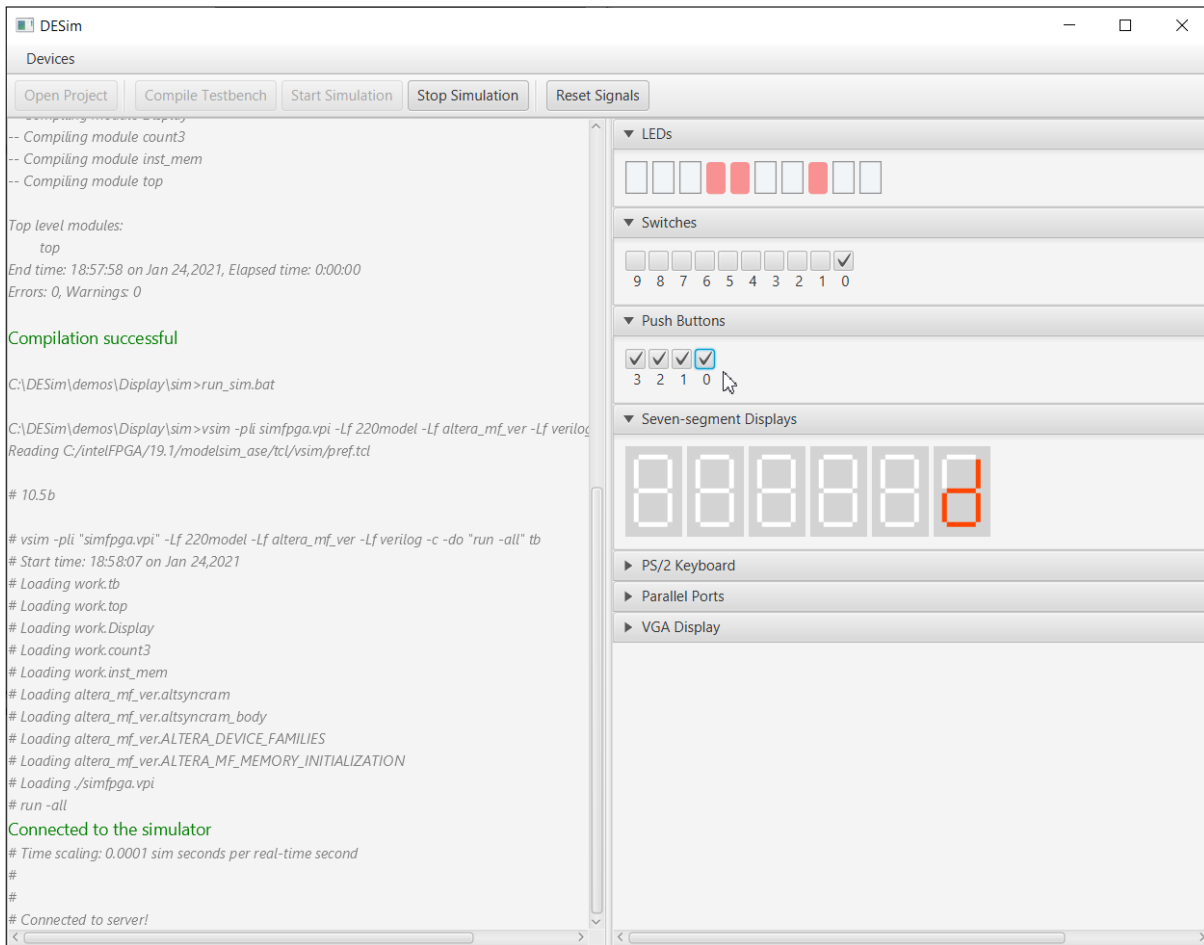 DESim
Devices
Open Project Compile Testbench Start Simulation Stop Simulation Reset Signals
-- Compiling module Display
-- Compiling module count3
-- Compiling module inst_mem
-- Compiling module top
Top level modules:
top
End time: 18:57:58 on Jan 24,2021, Elapsed time: 0:00:00
Errors: 0, Warnings: 0
Compilation successful
C:\DESim\demos\Display\sim>run_sim.bat
C:\DESim\demos\Display\sim>vsim -pli simfpga.vpi -Lf 220model -Lf altera_mf_ver -Lf verilog
Reading C:/intelFPGA/19.1/modelsim_ase/tcl/vsim/pref.tcl
# 10.5b
# vsim -pli "simfpga.vpi" -Lf 220model -Lf altera_mf_ver -Lf verilog -c -do "run -all" tb
# Start time: 18:58:07 on Jan 24,2021
# Loading work.tb
# Loading work.top
# Loading work.Display
# Loading work.count3
# Loading work.inst_mem
# Loading altera_mf_ver.altsyncram
# Loading altera_mf_ver.altsyncram_body
# Loading altera_mf_ver.ALTERA_DEVICE_FAMILIES
# Loading altera_mf_ver.ALTERA_MF_MEMORY_INITIALIZATION
# Loading ./simfpga.vpi
# run -all
Connected to the simulator
# Time scaling: 0.0001 sim seconds per real-time second
#
#
# Connected to server!
LEDs
Switches
9 8 7 6 5 4 3 2 1 0
Push Buttons
3 2 1 0
Seven-segment Displays
d
PS/2 Keyboard
Parallel Ports
VGA Display